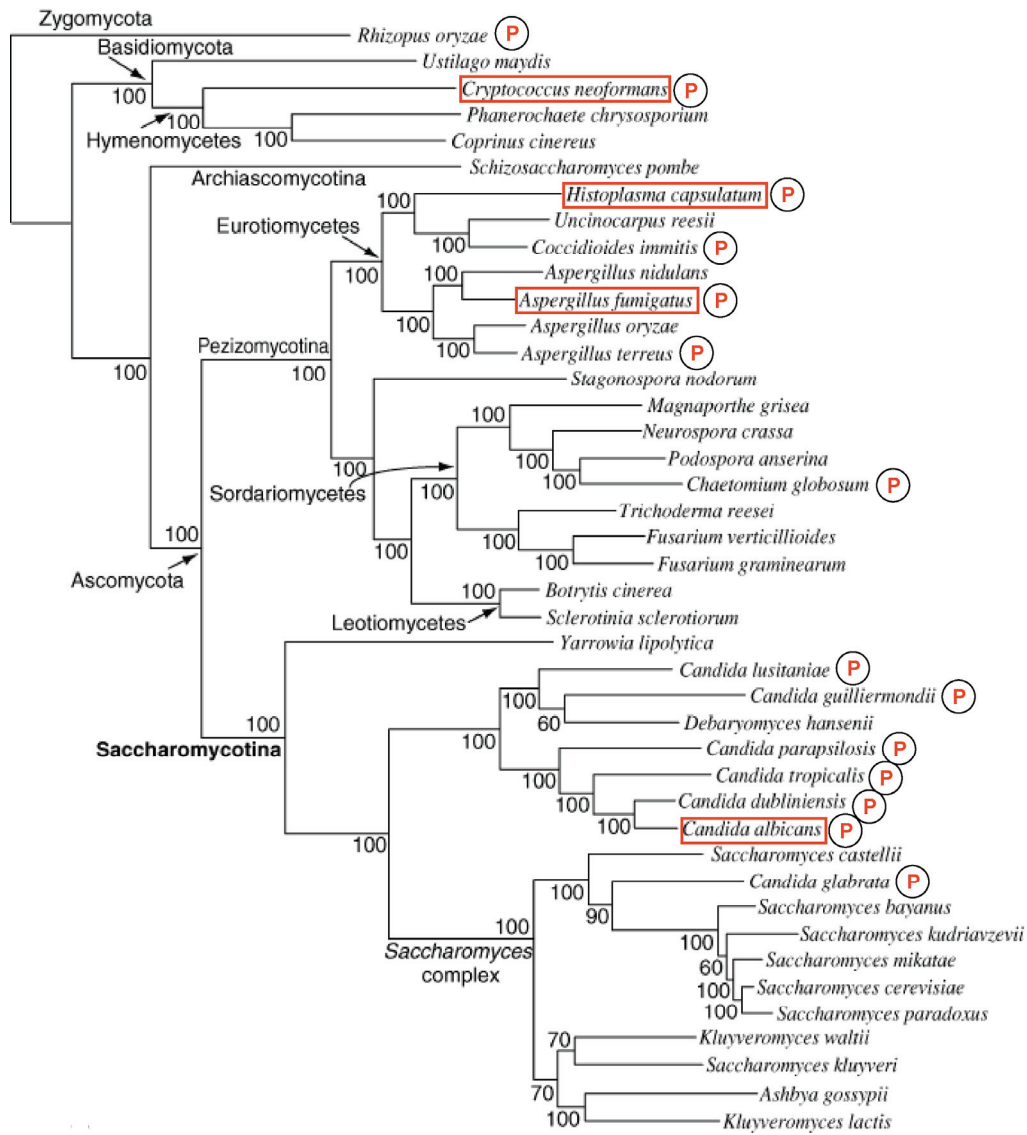 Zygomycota
Rhizopus oryzae P
Basidiomycota
Ustilago maydis
100
Cryptococcus neoformans P
Hymenomycetes
100
Phanerochaete chrysosporium
100
Coprinus cinereus
Schizosaccharomyces pombe
Archiascomycotina
100
Histoplasma capsulatum P
Eurotiomycetes
Uncinocarpus reesii
100
Coccidioides immitis P
100
100
Aspergillus nidulans
Aspergillus fumigatus P
100
Aspergillus oryzae
100
Aspergillus terreus P
Pezizomycotina
100
100
Stagonospora nodorum
100
Magnaporthe grisea
Neurospora crassa
100
Podospora anserina
100
Chaetomium globosum P
Sordariomycetes
100
100
Trichoderma reesei
100
Fusarium verticillioides
100
Fusarium graminearum
100
Ascomycota
100
100
Botrytis cinerea
Leotiomycetes
Sclerotinia sclerotiorum
Yarrowia lipolytica
Candida lusitaniae P
100
Candida guilliermondii P
60
Debaryomyces hansenii
100
Saccharomycotina
100
Candida parapsilosis P
100
Candida tropicalis P
100
Candida dubliniensis P
100
Candida albicans P
100
Saccharomyces castellii
100
Candida glabrata P
90
Saccharomyces bayanus
100
100
Saccharomyces kudriavzevii
60
Saccharomyces mikatae
Saccharomyces
complex
100
Saccharomyces cerevisiae
100
Saccharomyces paradoxus
70
Kluyveromyces waltii
Saccharomyces kluyveri
70
Ashbya gossypii
100
Kluyveromyces lactis